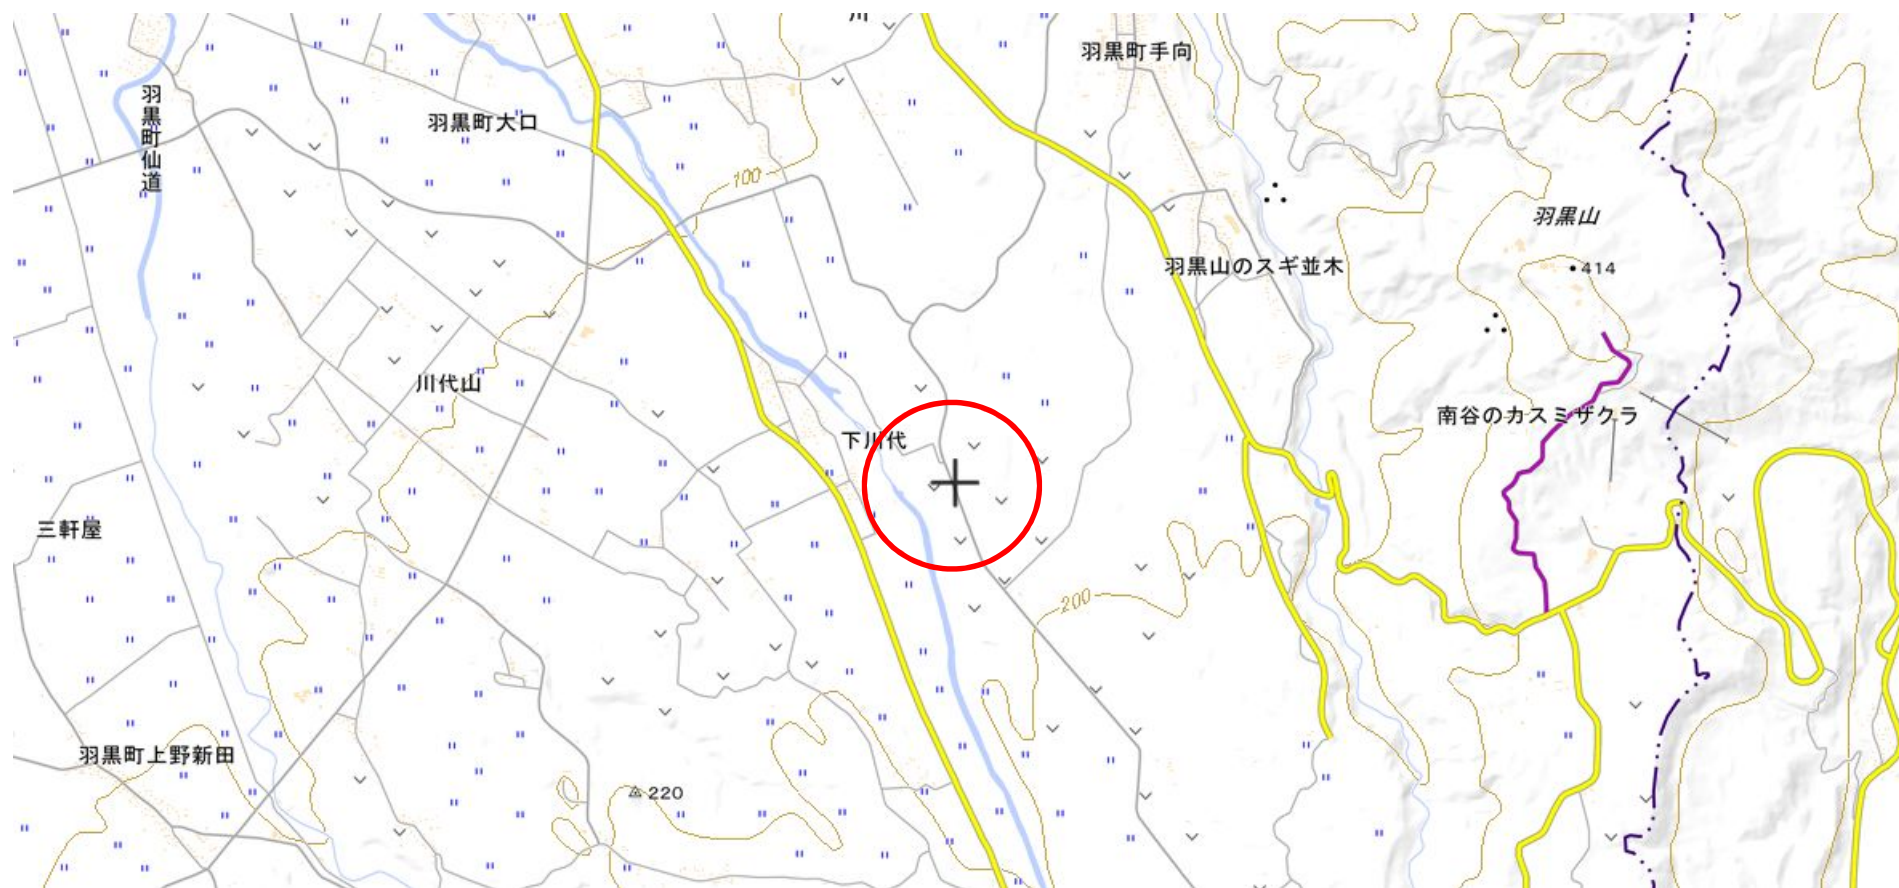 川
羽黒町手向
羽黒町仙道
羽黒町大口
100
羽黒山
羽黒山のスギ並木
414
川代山
南谷のカスミザクラ
下川代
三軒屋
200
羽黒町上野新田
220